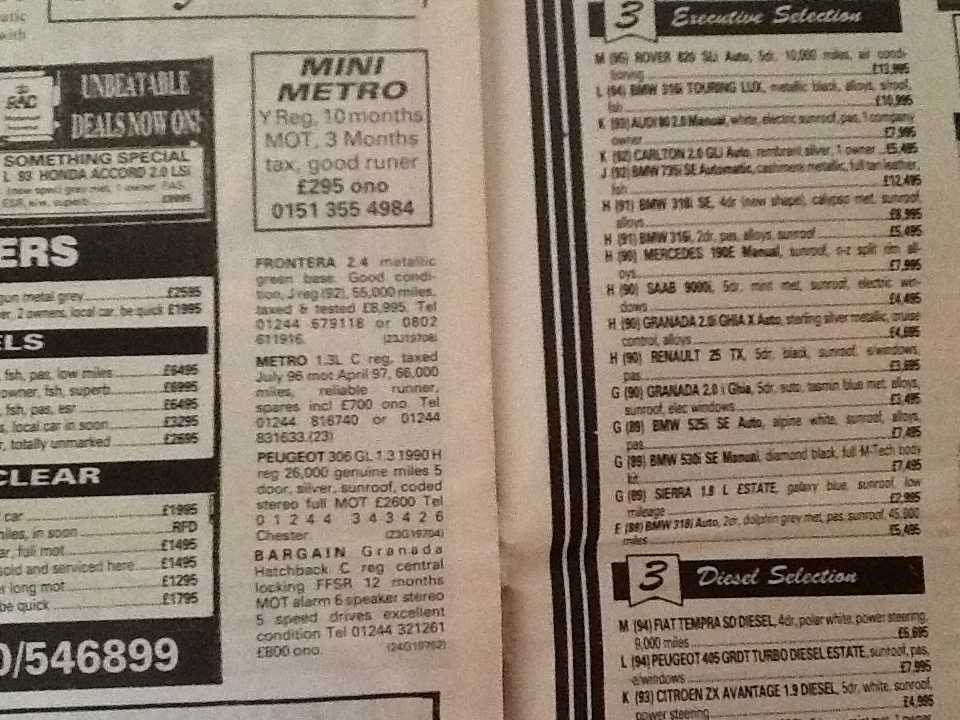 with
RAC
UNBEATABLE
DEALS NOW ON!
SOMETHING SPECIAL
L 93 HONDA ACCORD 2.0 LSi
ERS
gun metal grey £2595
2 owners, local car, be quick £1995
ELS
, fsh, pas, low miles £6495
owner, fsh, superb £6995
, fsh, pas, esr £6495
s, local car in soon £3295
r, totally unmarked £2695
CLEAR
car £1995
miles, in soon RFD
ar, full mot £1495
sold and serviced here £1495
er long mot £1295
be quick £1795
0/546899
MINI
METRO
Y Reg, 10 months
MOT, 3 Months
tax, good runer
£295 ono
0151 355 4984
FRONTERA 2.4 metallic
green base. Good condi-
tion, J reg (92), 55,000 miles,
taxed & tested £8,995. Tel
01244 679118 or 0802
611916. (23J19708)
METRO 1.3L C reg, taxed
July 96 mot April 97, 66,000
miles, reliable runner,
spares incl £700 ono. Tel
01244 816740 or 01244
831633.(23)
PEUGEOT 306 GL 1.3 1990 H
reg 26,000 genuine miles 5
door, silver, sunroof, coded
stereo full MOT £2600 Tel
01244 343426
Chester. (23G19704)
BARGAIN Granada
Hatchback C reg central
locking FFSR 12 months
MOT alarm 6 speaker stereo
5 speed drives excellent
condition Tel 01244 321261
£800 ono. (24G19762)
3 Executive Selection
M (95) ROVER 620 SLi Auto, 5dr, 10,000 miles, air condi-
tioning £13,995
L (94) BMW 316i TOURING LUX, metallic black, alloys, s/roof,
fsh £10,995
K (93) AUDI 80 2.0 Manual, white, electric sunroof, pas, 1 company
owner £7,995
K (92) CARLTON 2.0 GLi Auto, rembrant silver, 1 owner £5,495
J (92) BMW 735i SE Automatic, cashmere metallic, full tan leather,
fsh £12,495
H (91) BMW 318i SE, 4dr (new shape), calypso met, sunroof,
alloys £8,995
H (91) BMW 316i, 2dr, pas, alloys, sunroof £5,495
H (90) MERCEDES 190E Manual, sunroof, o-z split rim all-
oys £7,995
H (90) SAAB 9000i, 5dr, mint met, sunroof, electric win-
dows £4,495
H (90) GRANADA 2.0i GHIA X Auto, sterling silver metallic, cruise
control, alloys £4,695
H (90) RENAULT 25 TX, 5dr, black, sunroof, e/windows,
pas £3,695
G (90) GRANADA 2.0 i Ghia, 5dr, auto, tasmin blue met, alloys,
sunroof, elec windows £3,495
G (89) BMW 525i SE Auto, alpine white, sunroof, alloys,
pas £7,495
G (89) BMW 530i SE Manual, diamond black, full M-Tech body
kit £7,495
G (89) SIERRA 1.8 L ESTATE, galaxy blue, sunroof, low
mileage £2,995
E (88) BMW 318i Auto, 2dr, dolphin grey met, pas, sunroof, 45,000
miles £5,495
3 Diesel Selection
M (94) FIAT TEMPRA SD DIESEL, 4dr, polar white, power steering,
9,000 miles £6,695
L (94) PEUGEOT 405 GRDT TURBO DIESEL ESTATE, sunroof, pas,
e/windows £7,995
K (93) CITROEN ZX AVANTAGE 1.9 DIESEL, 5dr, white, sunroof,
power steering £4,995